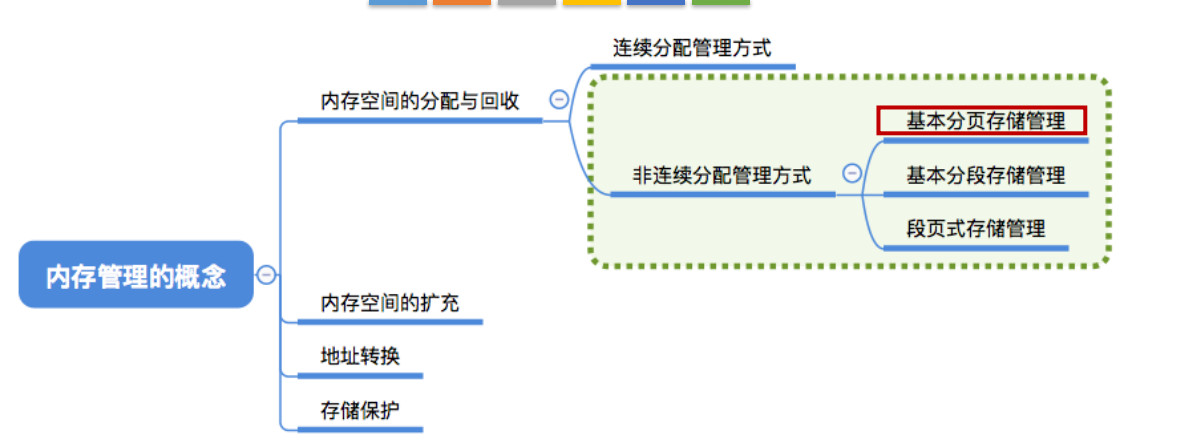 连续分配管理方式
内存空间的分配与回收
基本分页存储管理
非连续分配管理方式
基本分段存储管理
段页式存储管理
内存管理的概念
内存空间的扩充
地址转换
存储保护